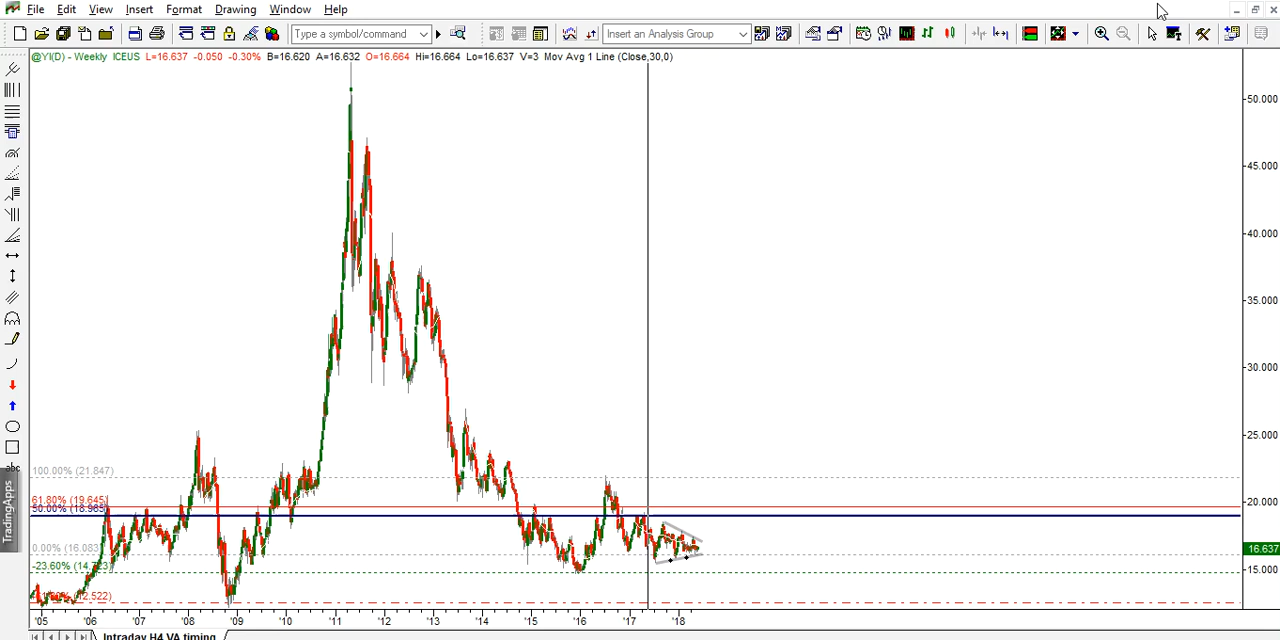 File Edit View Insert Format Drawing Window Help
Type a symbol/command Insert an Analysis Group
@YI(D) - Weekly ICEUS L=16.637 -0.050 -0.30% B=16.620 A=16.632 O=16.664 Hi=16.664 Lo=16.637 V=3 Mov Avg 1 Line (Close,30,0)
50.000
45.000
40.000
35.000
30.000
25.000
20.000
16.637
15.000
abc
TradingApps
100.00% (21.847)
61.80% (19.645)
50.00% (18.965)
0.00% (16.083)
-23.60% (14.723)
'05 '06 '07 '08 '09 '10 '11 '12 '13 '14 '15 '16 '17 '18
Intraday H4 VA timing